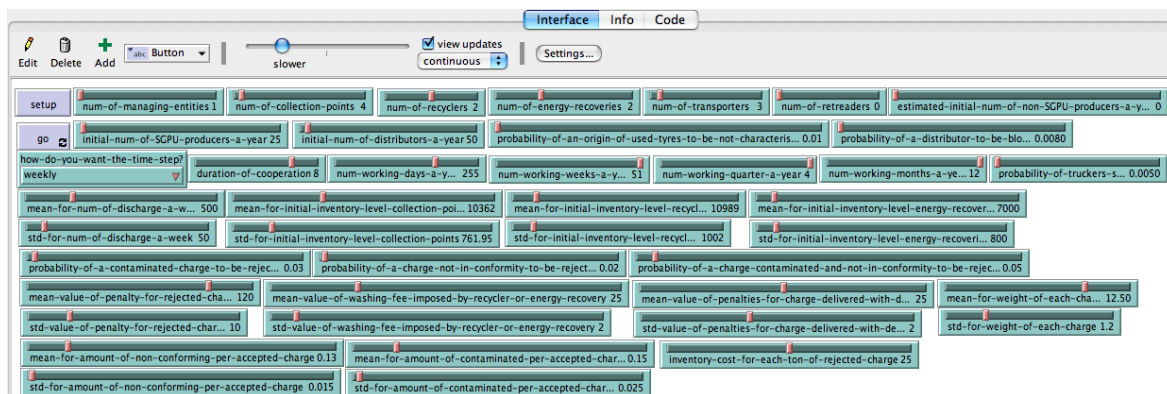 Interface Info Code
Edit Delete Add abc Button slower view updates continuous Settings...
setup num-of-managing-entities 1 num-of-collection-points 4 num-of-recyclers 2 num-of-energy-recoveries 2 num-of-transporters 3 num-of-retreaders 0 estimated-initial-num-of-non-SGPU-producers-a-y... 0
go initial-num-of-SGPU-producers-a-year 25 initial-num-of-distributors-a-year 50 probability-of-an-origin-of-used-tyres-to-be-not-characteris... 0.01 probability-of-a-distributor-to-be-blo... 0.0080
how-do-you-want-the-time-step?
weekly duration-of-cooperation 8 num-working-days-a-y... 255 num-working-weeks-a-y... 51 num-working-quarter-a-year 4 num-working-months-a-ye... 12 probability-of-truckers-s... 0.0050
mean-for-num-of-discharge-a-w... 500 mean-for-initial-inventory-level-collection-poi... 10362 mean-for-initial-inventory-level-recycl... 10989 mean-for-initial-inventory-level-energy-recover... 7000
std-for-num-of-discharge-a-week 50 std-for-initial-inventory-level-collection-points 761.95 std-for-initial-inventory-level-recycl... 1002 std-for-initial-inventory-level-energy-recoveri... 800
probability-of-a-contaminated-charge-to-be-rejec... 0.03 probability-of-a-charge-not-in-conformity-to-be-reject... 0.02 probability-of-a-charge-contaminated-and-not-in-conformity-to-be-rejec... 0.05
mean-value-of-penalty-for-rejected-cha... 120 mean-value-of-washing-fee-imposed-by-recycler-or-energy-recovery 25 mean-value-of-penalties-for-charge-delivered-with-d... 25 mean-for-weight-of-each-cha... 12.50
std-value-of-penalty-for-rejected-char... 10 std-value-of-washing-fee-imposed-by-recycler-or-energy-recovery 2 std-value-of-penalties-for-charge-delivered-with-de... 2 std-for-weight-of-each-charge 1.2
mean-for-amount-of-non-conforming-per-accepted-charge 0.13 mean-for-amount-of-contaminated-per-accepted-char... 0.15 inventory-cost-for-each-ton-of-rejected-charge 25
std-for-amount-of-non-conforming-per-accepted-charge 0.015 std-for-amount-of-contaminated-per-accepted-char... 0.025